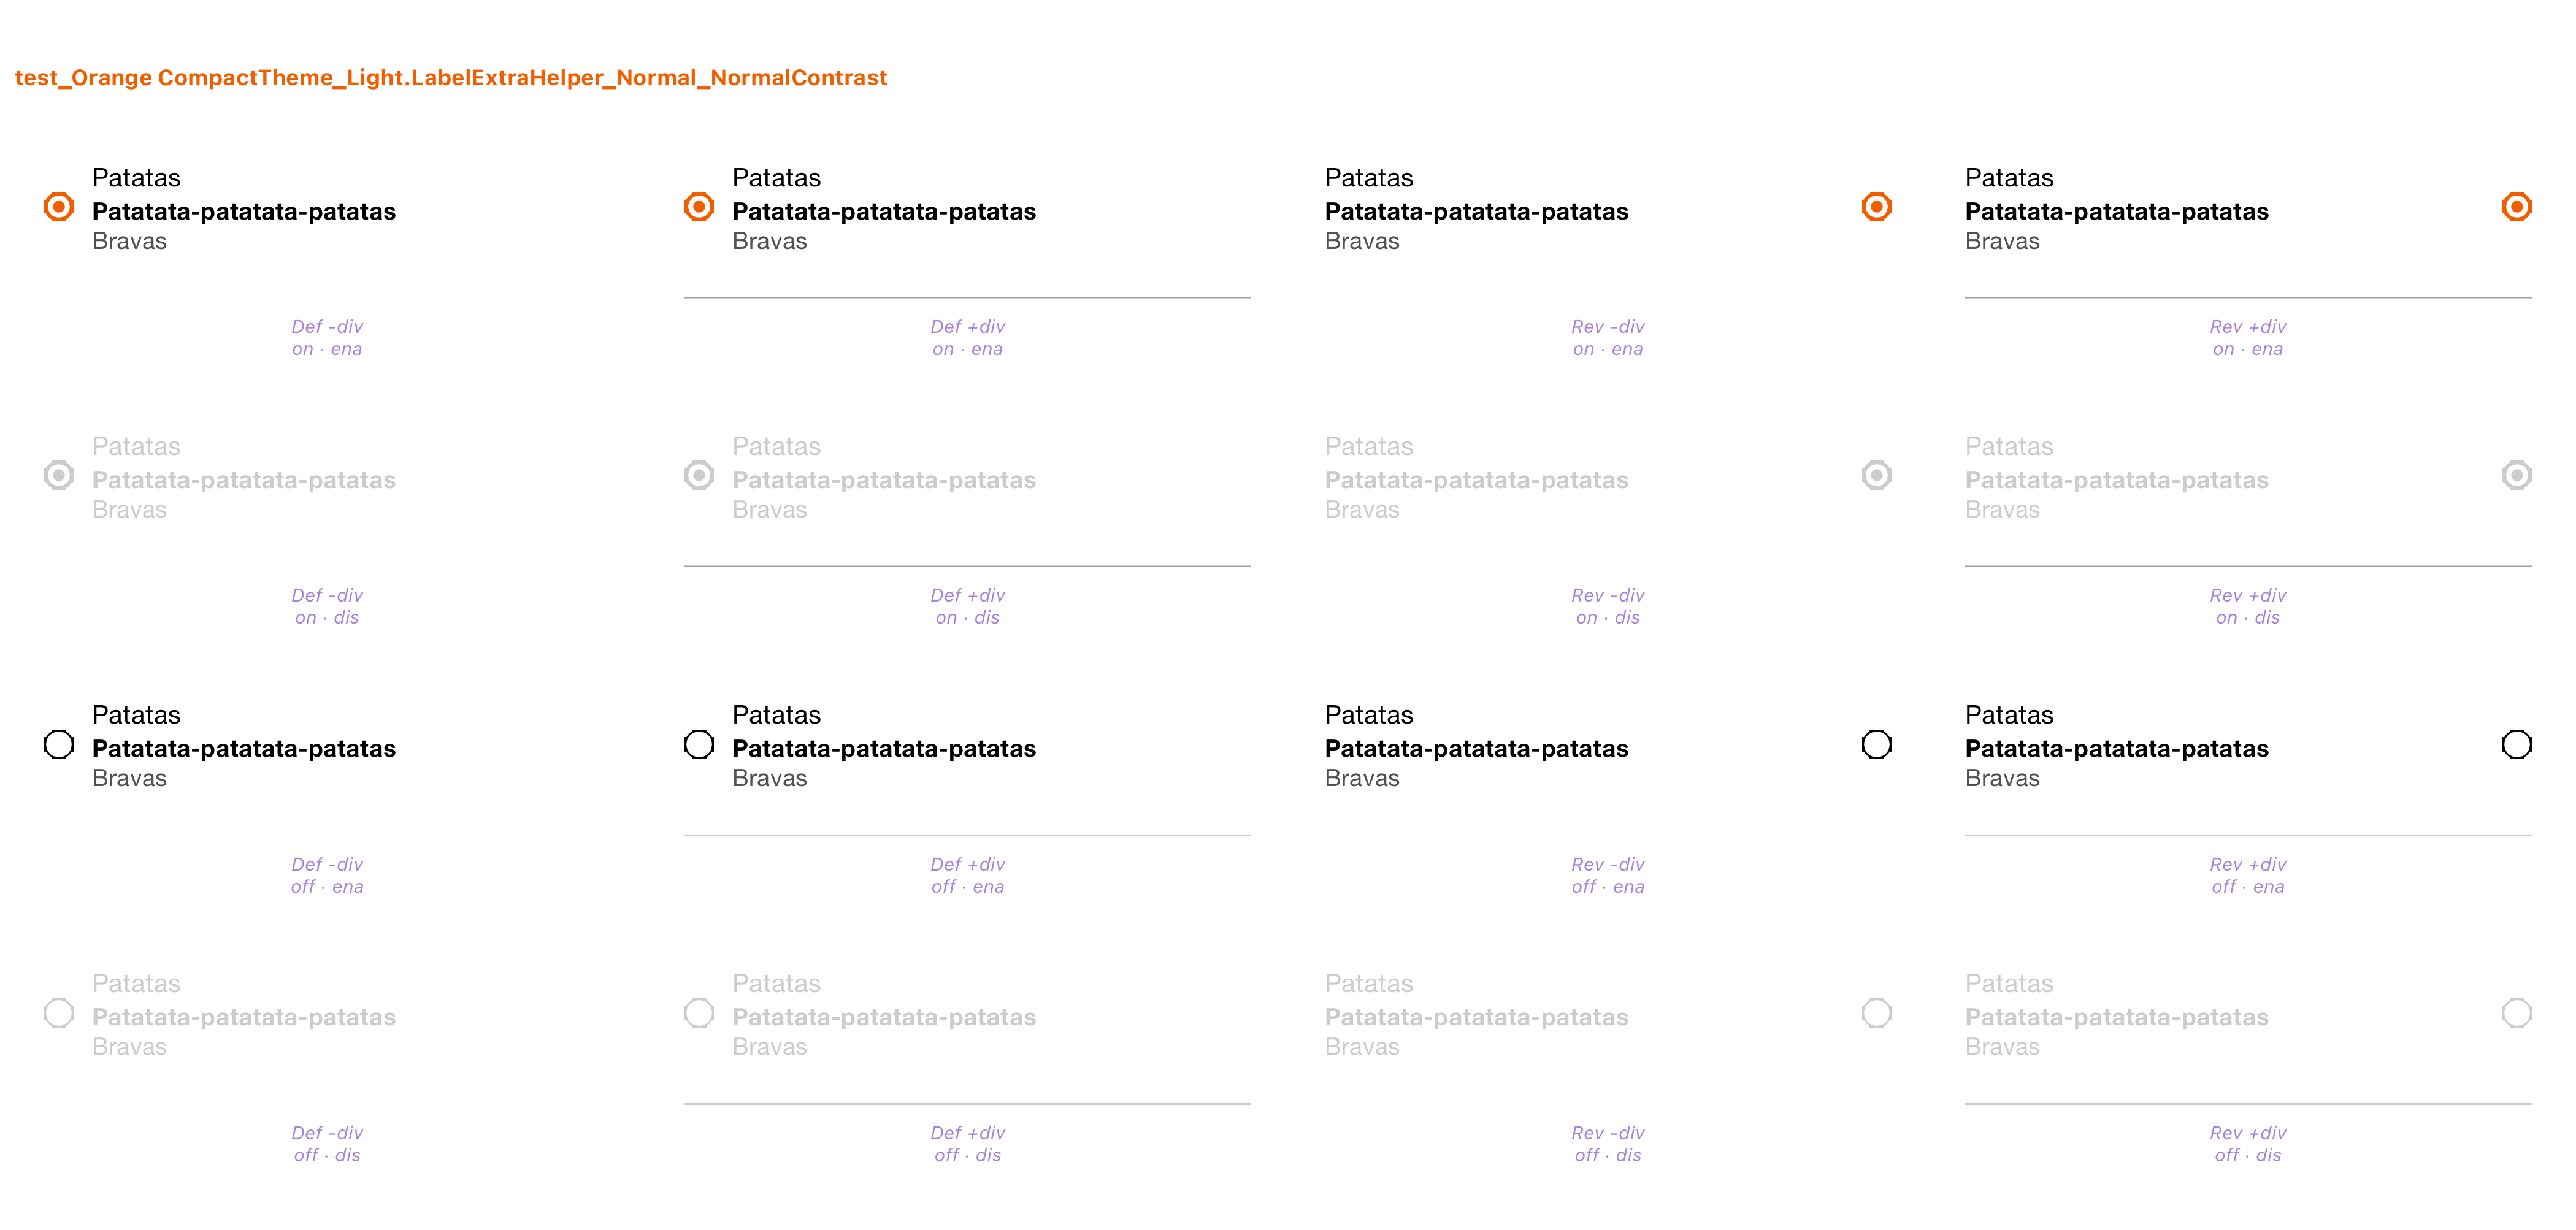 test_Orange CompactTheme_Light.LabelExtraHelper_Normal_NormalContrast
Patatas
Patatata-patatata-patatas
Bravas
Def -div
on · ena
Patatas
Patatata-patatata-patatas
Bravas
Def +div
on · ena
Patatas
Patatata-patatata-patatas
Bravas
Rev -div
on · ena
Patatas
Patatata-patatata-patatas
Bravas
Rev +div
on · ena
Patatas
Patatata-patatata-patatas
Bravas
Def -div
on · dis
Patatas
Patatata-patatata-patatas
Bravas
Def +div
on · dis
Patatas
Patatata-patatata-patatas
Bravas
Rev -div
on · dis
Patatas
Patatata-patatata-patatas
Bravas
Rev +div
on · dis
Patatas
Patatata-patatata-patatas
Bravas
Def -div
off · ena
Patatas
Patatata-patatata-patatas
Bravas
Def +div
off · ena
Patatas
Patatata-patatata-patatas
Bravas
Rev -div
off · ena
Patatas
Patatata-patatata-patatas
Bravas
Rev +div
off · ena
Patatas
Patatata-patatata-patatas
Bravas
Def -div
off · dis
Patatas
Patatata-patatata-patatas
Bravas
Def +div
off · dis
Patatas
Patatata-patatata-patatas
Bravas
Rev -div
off · dis
Patatas
Patatata-patatata-patatas
Bravas
Rev +div
off · dis